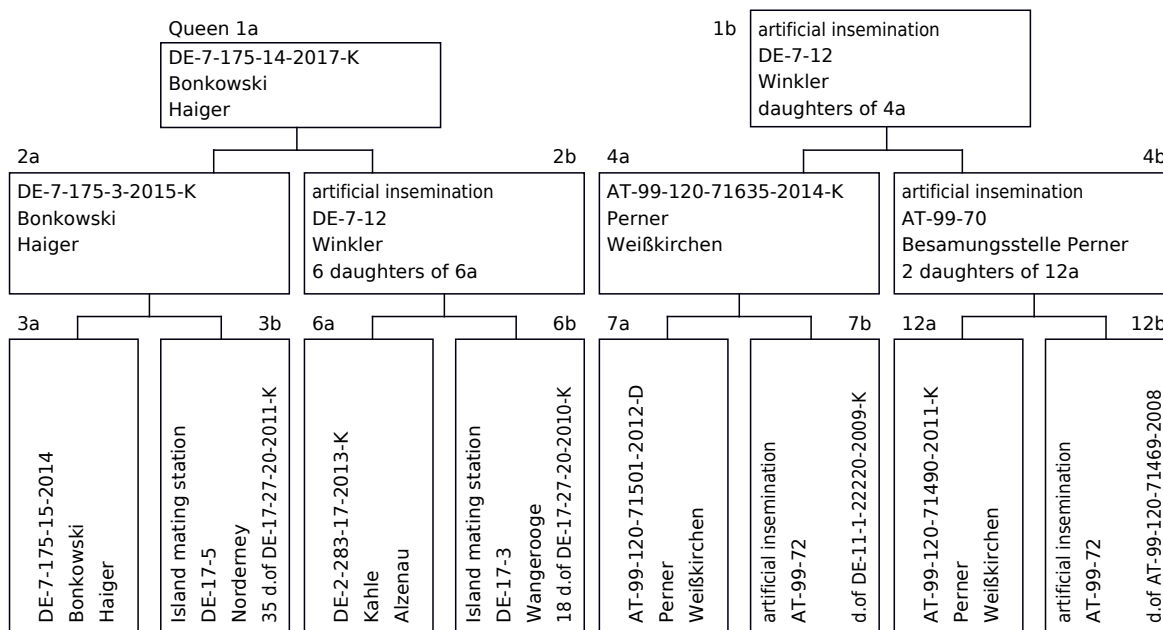 Queen 1a
DE-7-175-14-2017-K
Bonkowski
Haiger
1b
artificial insemination
DE-7-12
Winkler
daughters of 4a
2a
DE-7-175-3-2015-K
Bonkowski
Haiger
2b
artificial insemination
DE-7-12
Winkler
6 daughters of 6a
4a
AT-99-120-71635-2014-K
Perner
Weißkirchen
4b
artificial insemination
AT-99-70
Besamungsstelle Perner
2 daughters of 12a
3a
DE-7-175-15-2014
Bonkowski
Haiger
3b
Island mating station
DE-17-5
Norderney
35 d.of DE-17-27-20-2011-K
6a
DE-2-283-17-2013-K
Kahle
Alzenau
6b
Island mating station
DE-17-3
Wangerooge
18 d.of DE-17-27-20-2010-K
7a
AT-99-120-71501-2012-D
Perner
Weißkirchen
7b
artificial insemination
AT-99-72
d.of DE-11-1-22220-2009-K
12a
AT-99-120-71490-2011-K
Perner
Weißkirchen
12b
artificial insemination
AT-99-72
d.of AT-99-120-71469-2008